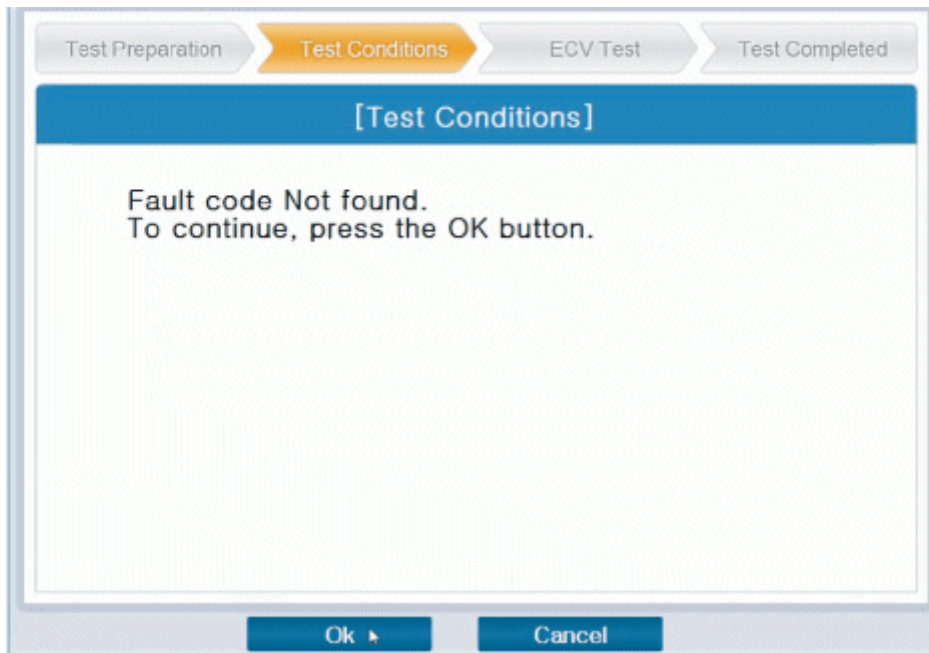 Test Preparation
Test Conditions
ECV Test
Test Completed
[Test Conditions]
Fault code Not found.
To continue, press the OK button.
Ok
Cancel